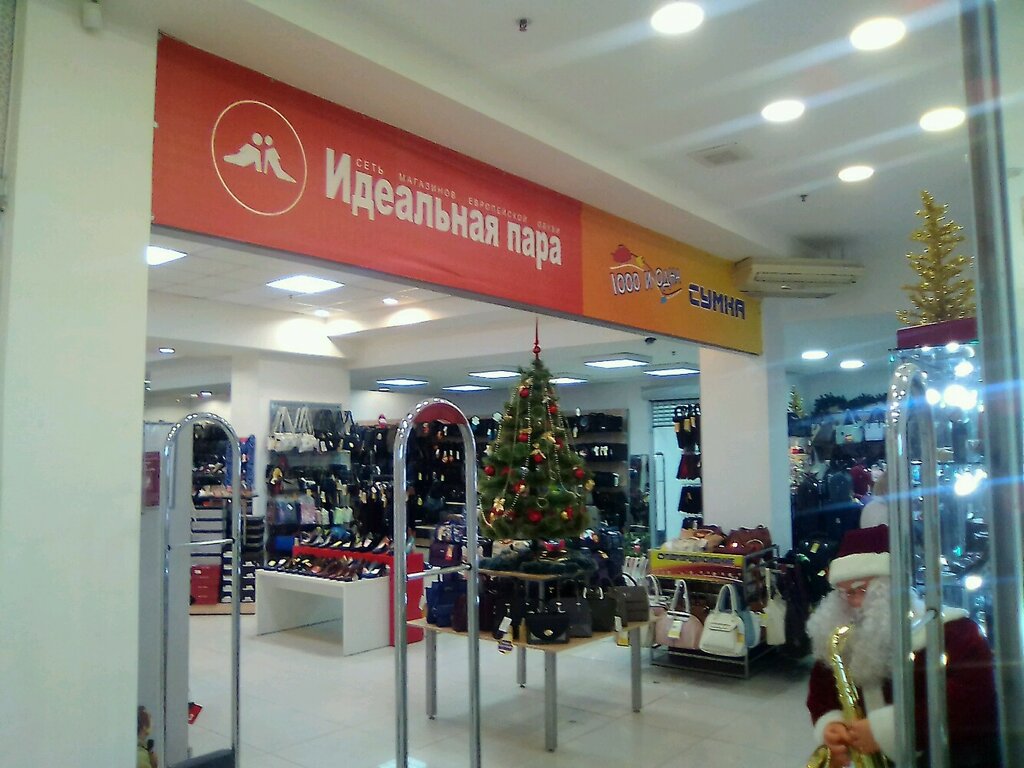 СЕТЬ МАГАЗИНОВ ЕВРОПЕЙСКОЙ ОБУВИ
Идеальная пара
1000 и одна
СУМКА